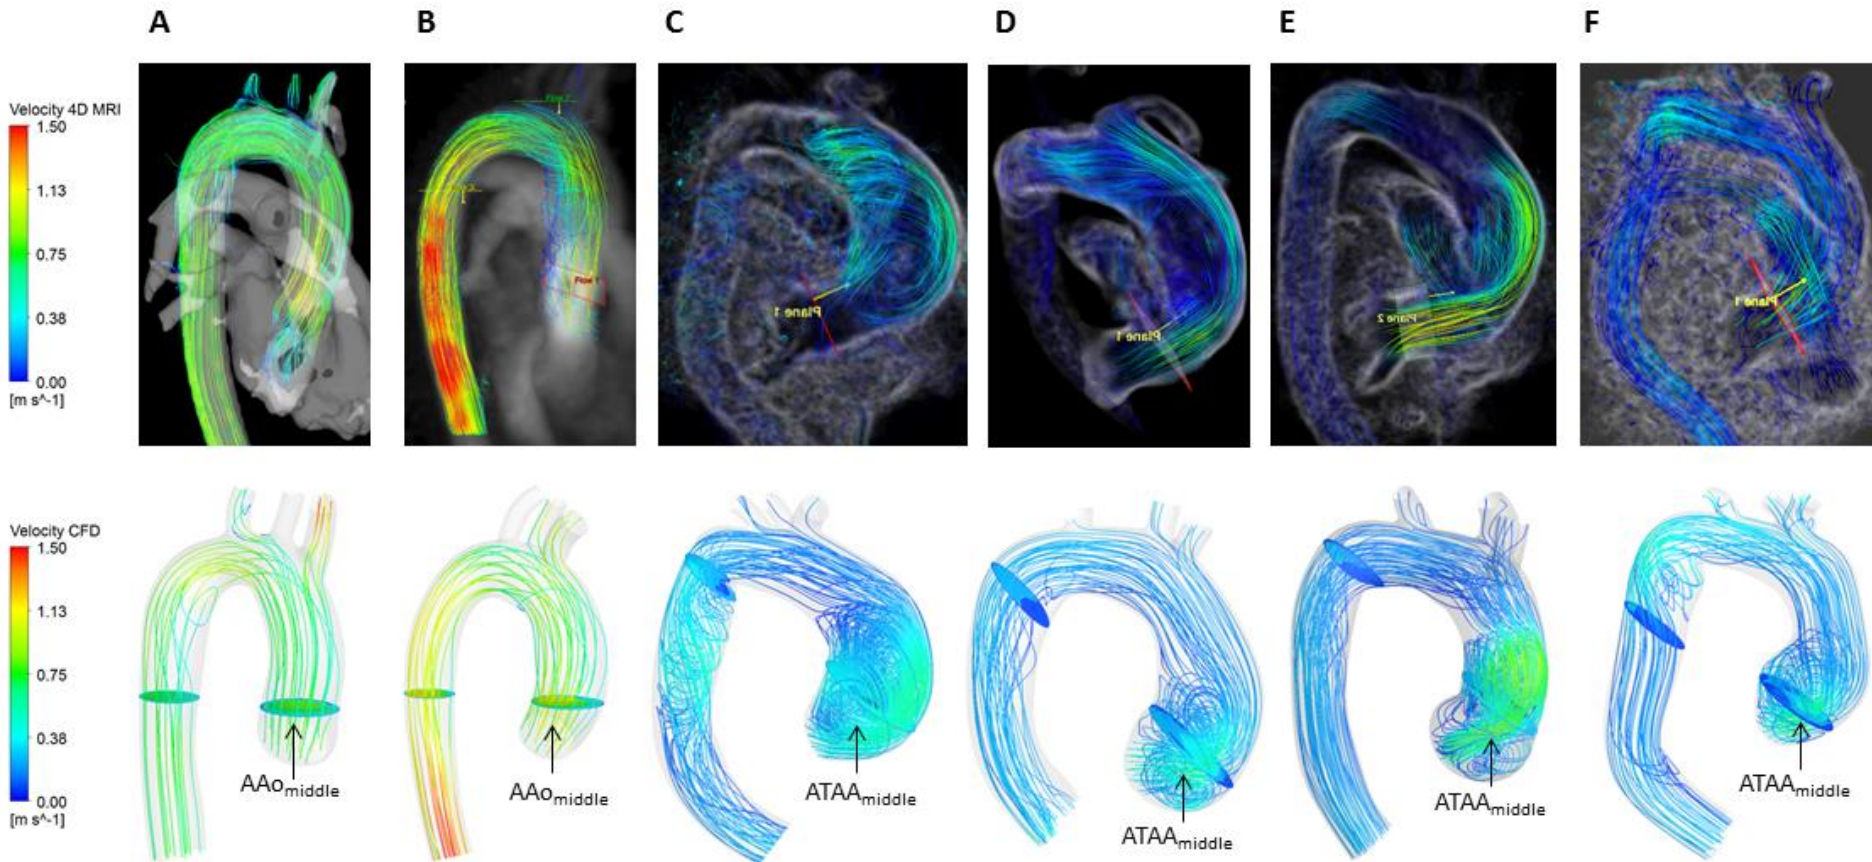 A B C D E F
Velocity 4D MRI
1.50
1.13
0.75
0.38
0.00
[m s^-1]
Plane 1
Plane 1
Plane 2
Plane 1
Velocity CFD
1.50
1.13
0.75
0.38
0.00
[m s^-1]
AAomiddle
AAomiddle
ATAAmiddle
ATAAmiddle
ATAAmiddle
ATAAmiddle